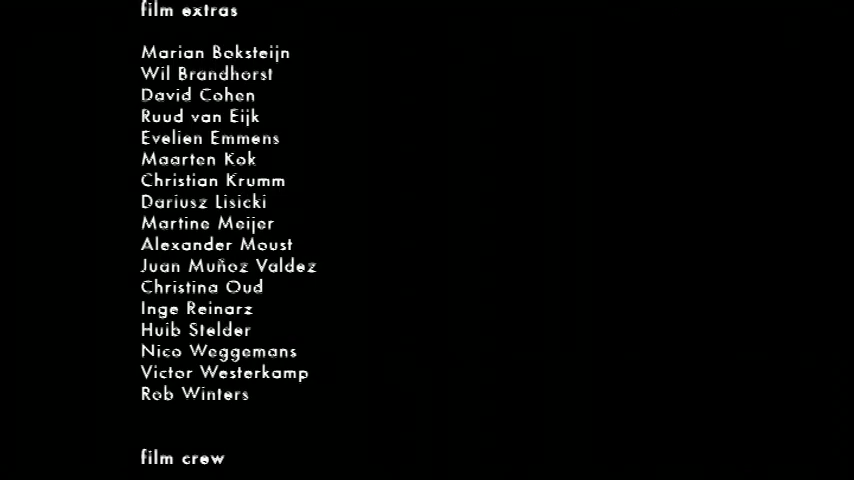 film extras
Marian Boksteijn
Wil Brandhorst
David Cohen
Ruud van Eijk
Evelien Emmens
Maarten Kok
Christian Krumm
Dariusz Lisicki
Martine Meijer
Alexander Moust
Juan Muñoz Valdez
Christina Oud
Inge Reinarz
Huib Stelder
Nico Weggemans
Victor Westerkamp
Rob Winters
film crew